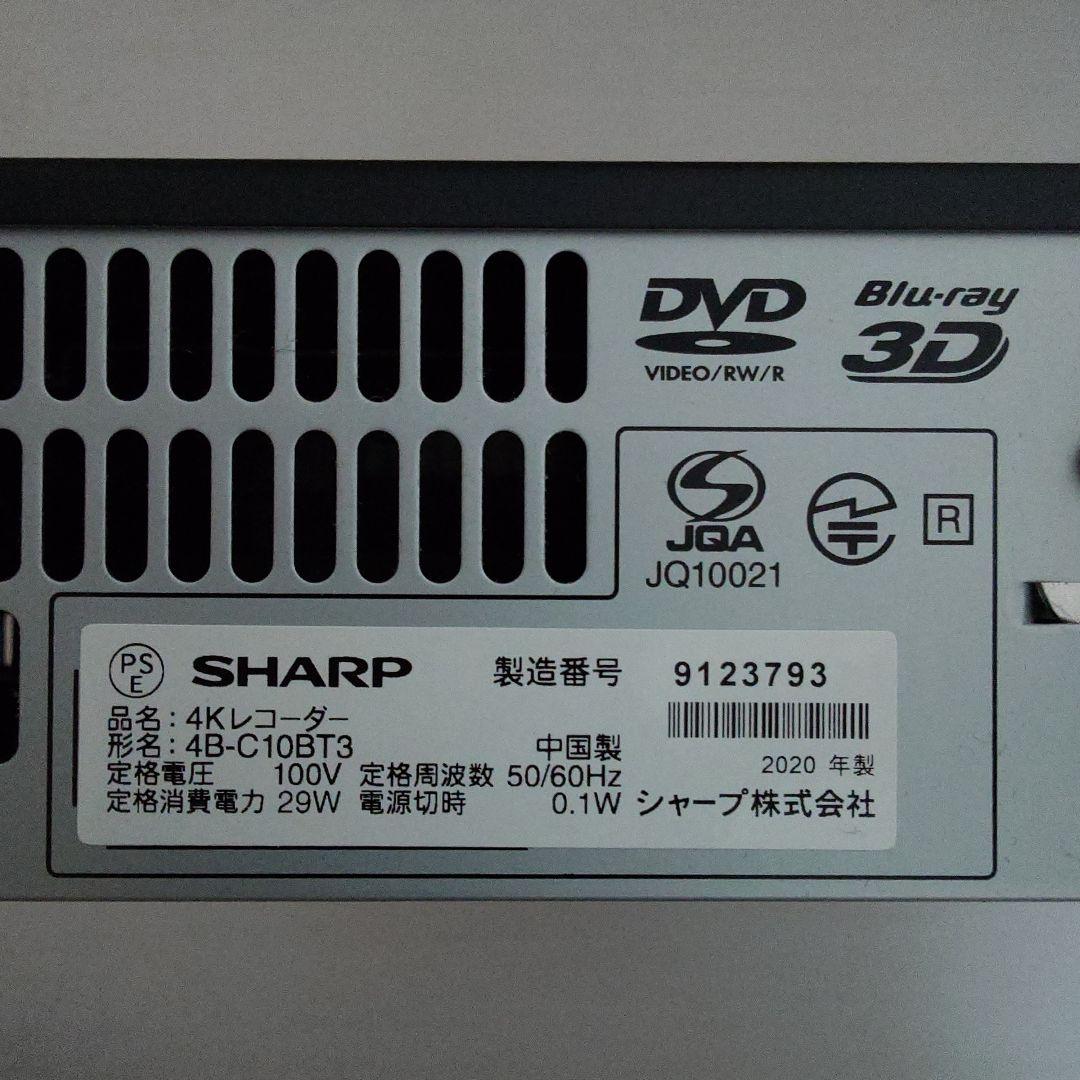 DVD
VIDEO/RW/R
Blu-ray
3D
JQA
JQ10021
R
PSE
SHARP 製造番号 9123793
品名:4Kレコーダー
形名:4B-C10BT3 中国製
定格電圧 100V 定格周波数 50/60Hz 2020 年製
定格消費電力 29W 電源切時 0.1W シャープ株式会社